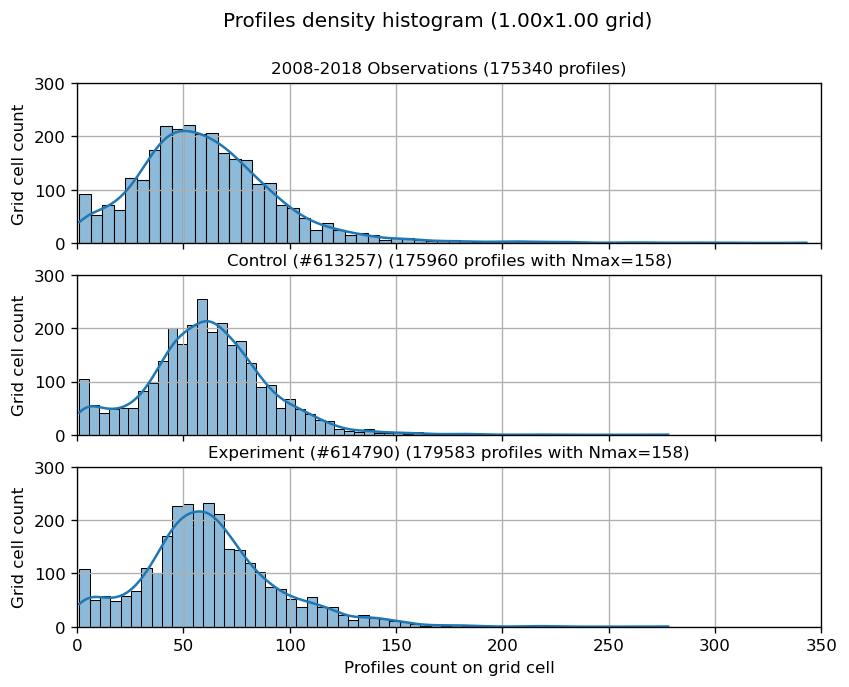 Profiles density histogram (1.00x1.00 grid)
2008-2018 Observations (175340 profiles)
300
200
100
0
Grid cell count
Control (#613257) (175960 profiles with Nmax=158)
300
200
100
0
Grid cell count
Experiment (#614790) (179583 profiles with Nmax=158)
300
200
100
0
Grid cell count
0 50 100 150 200 250 300 350
Profiles count on grid cell